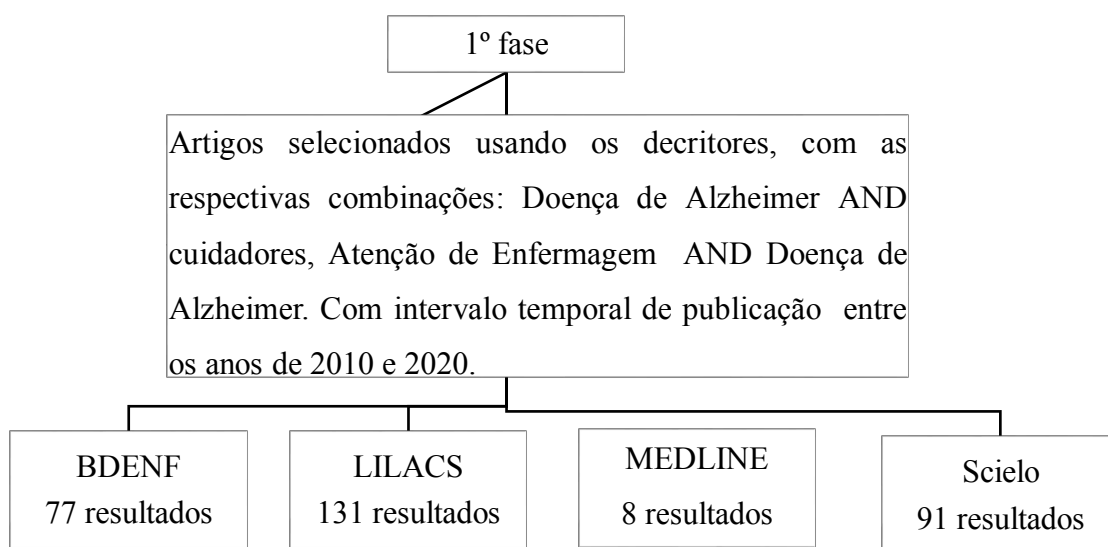 1º fase
Artigos selecionados usando os decritores, com as
respectivas combinações: Doença de Alzheimer AND
cuidadores, Atenção de Enfermagem AND Doença de
Alzheimer. Com intervalo temporal de publicação entre
os anos de 2010 e 2020.
BDENF
77 resultados
LILACS
131 resultados
MEDLINE
8 resultados
Scielo
91 resultados